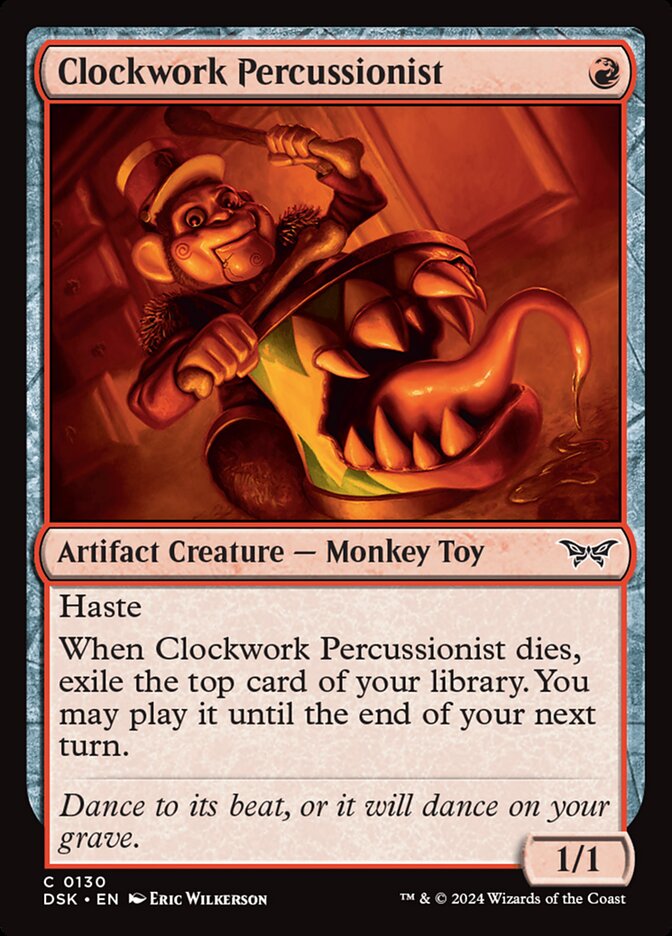 Clockwork Percussionist
Artifact Creature — Monkey Toy
Haste
When Clockwork Percussionist dies,
exile the top card of your library. You
may play it until the end of your next
turn.
Dance to its beat, or it will dance on your
grave.
1/1
C 0130
DSK • EN Eric Wilkerson
™ & © 2024 Wizards of the Coast